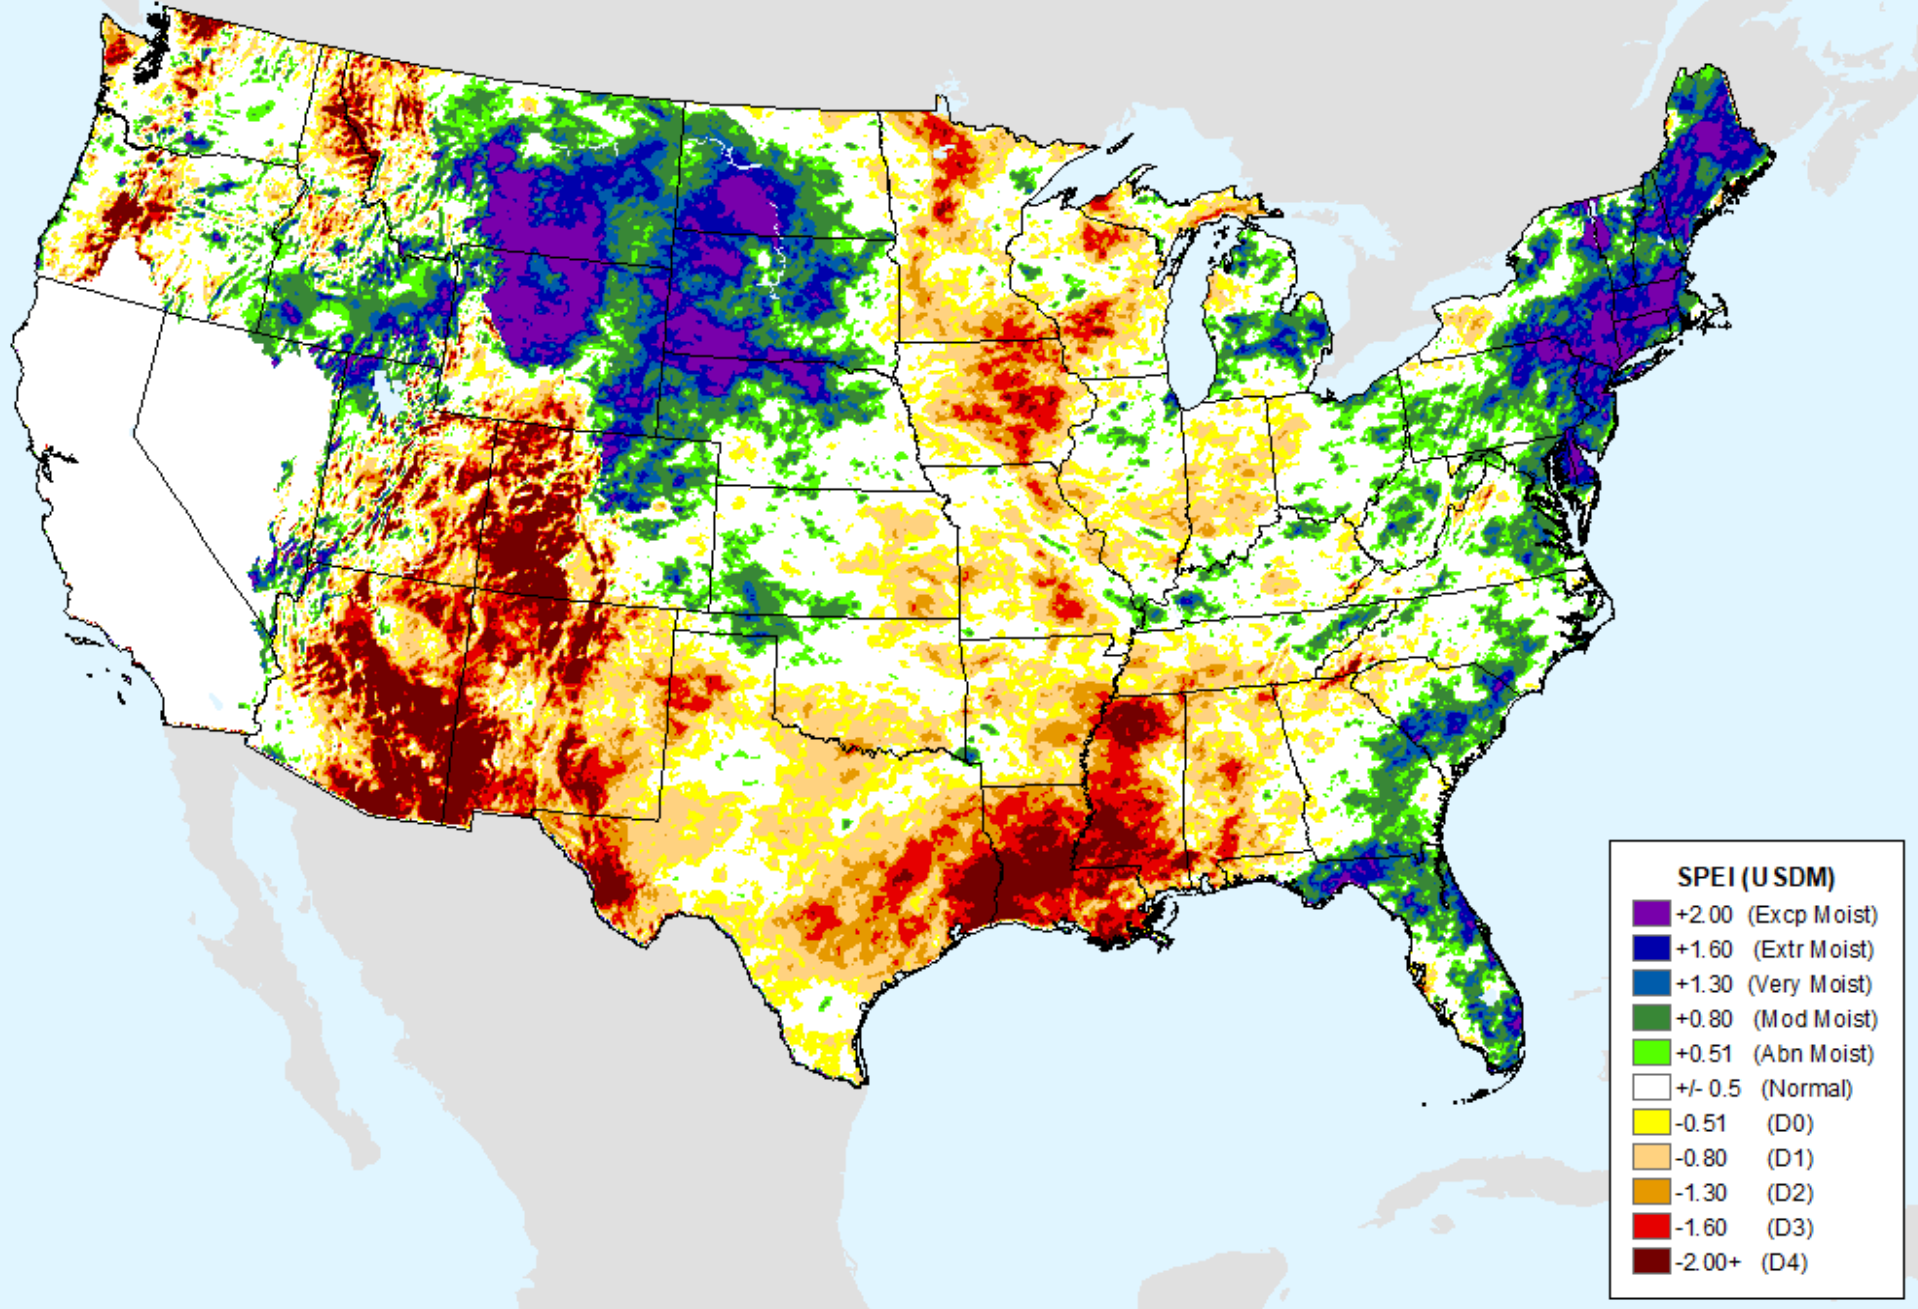 SPEI (USDM)
+2.00 (Excp Moist)
+1.60 (Extr Moist)
+1.30 (Very Moist)
+0.80 (Mod Moist)
+0.51 (Abn Moist)
+/- 0.5 (Normal)
-0.51 (D0)
-0.80 (D1)
-1.30 (D2)
-1.60 (D3)
-2.00+ (D4)